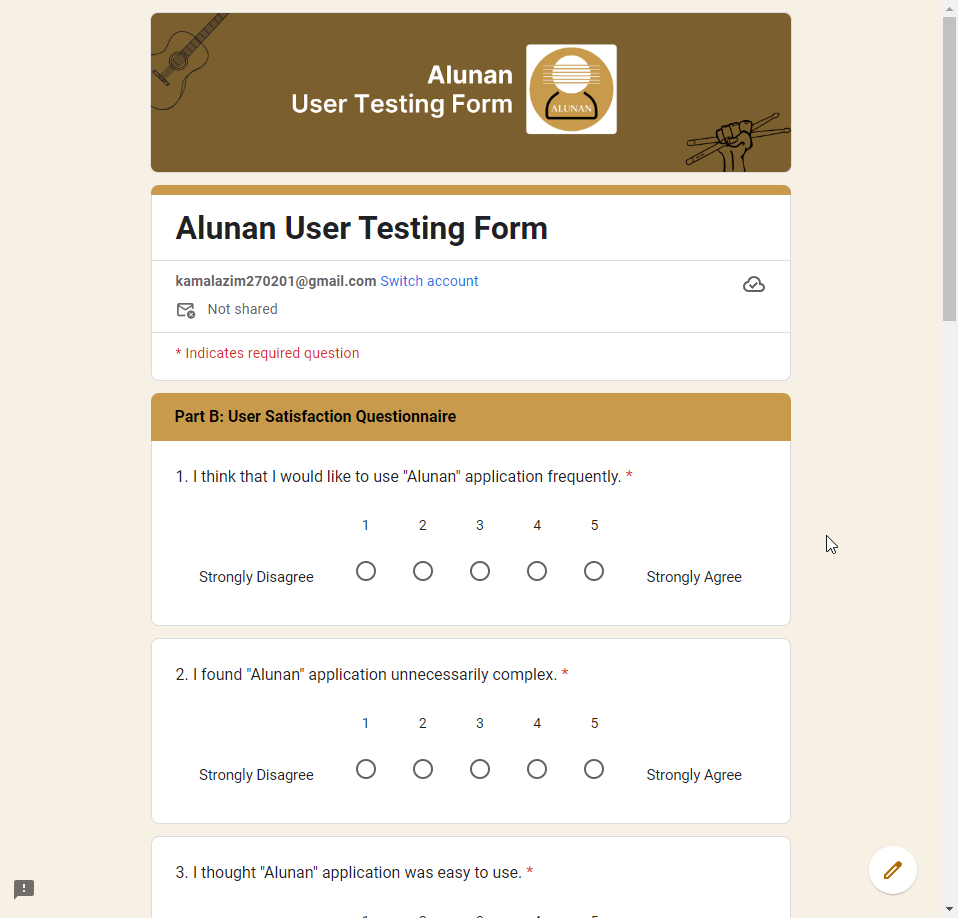 Alunan
User Testing Form
ALUNAN
Alunan User Testing Form
kamalazim270201@gmail.com Switch account
Not shared
* Indicates required question
Part B: User Satisfaction Questionnaire
1. I think that I would like to use "Alunan" application frequently. *
1 2 3 4 5
Strongly Disagree Strongly Agree
2. I found "Alunan" application unnecessarily complex. *
1 2 3 4 5
Strongly Disagree Strongly Agree
3. I thought "Alunan" application was easy to use. *